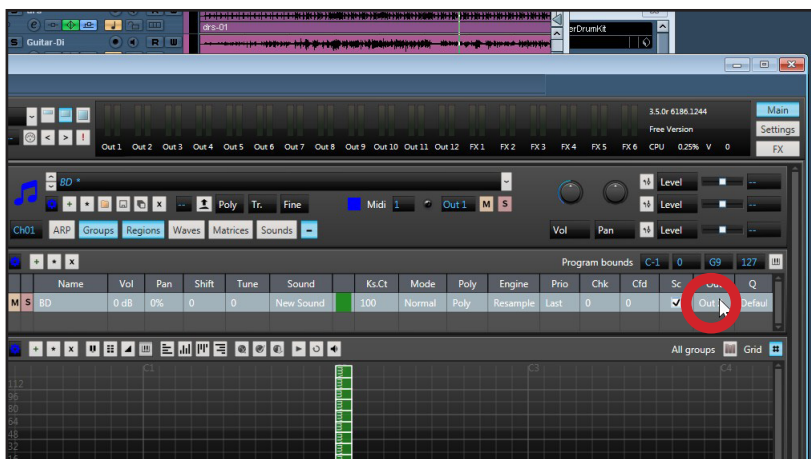 drs-01
erDrumKit
S Guitar-Di R W
3.5.0r 6186.1244 Main
Free Version Settings
Out 1 Out 2 Out 3 Out 4 Out 5 Out 6 Out 7 Out 8 Out 9 Out 10 Out 11 Out 12 FX 1 FX 2 FX 3 FX 4 FX 5 FX 6 CPU 0.25% V 0 FX
BD * Level --
-- Poly Tr. Fine Midi 1 Out 1 M S Level --
Ch01 ARP Groups Regions Waves Matrices Sounds Vol Pan Level --
Program bounds C-1 0 G9 127
Name Vol Pan Shift Tune Sound Ks.Ct Mode Poly Engine Prio Chk Cfd Sc Q
M S BD 0 dB 0% 0 0 New Sound 100 Normal Poly Resample Last 0 0 Out Defaul
All groups Grid
C1 C3 C4
112
96
80
64
48
32
16